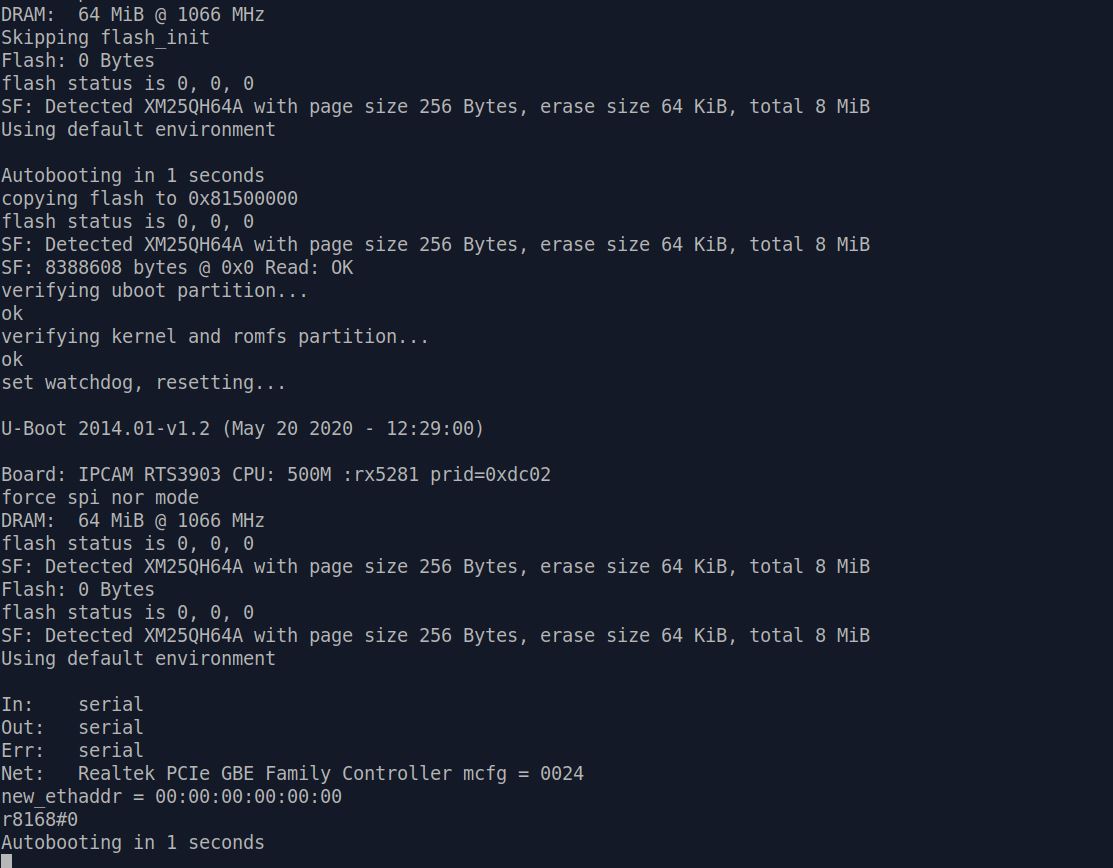 DRAM:  64 MiB @ 1066 MHz
Skipping flash_init
Flash: 0 Bytes
flash status is 0, 0, 0
SF: Detected XM25QH64A with page size 256 Bytes, erase size 64 KiB, total 8 MiB
Using default environment

Autobooting in 1 seconds
copying flash to 0x81500000
flash status is 0, 0, 0
SF: Detected XM25QH64A with page size 256 Bytes, erase size 64 KiB, total 8 MiB
SF: 8388608 bytes @ 0x0 Read: OK
verifying uboot partition...
ok
verifying kernel and romfs partition...
ok
set watchdog, resetting...

U-Boot 2014.01-v1.2 (May 20 2020 - 12:29:00)

Board: IPCAM RTS3903 CPU: 500M :rx5281 prid=0xdc02
force spi nor mode
DRAM:  64 MiB @ 1066 MHz
flash status is 0, 0, 0
SF: Detected XM25QH64A with page size 256 Bytes, erase size 64 KiB, total 8 MiB
Flash: 0 Bytes
flash status is 0, 0, 0
SF: Detected XM25QH64A with page size 256 Bytes, erase size 64 KiB, total 8 MiB
Using default environment

In:    serial
Out:   serial
Err:   serial
Net:   Realtek PCIe GBE Family Controller mcfg = 0024
new_ethaddr = 00:00:00:00:00:00
r8168#0
Autobooting in 1 seconds